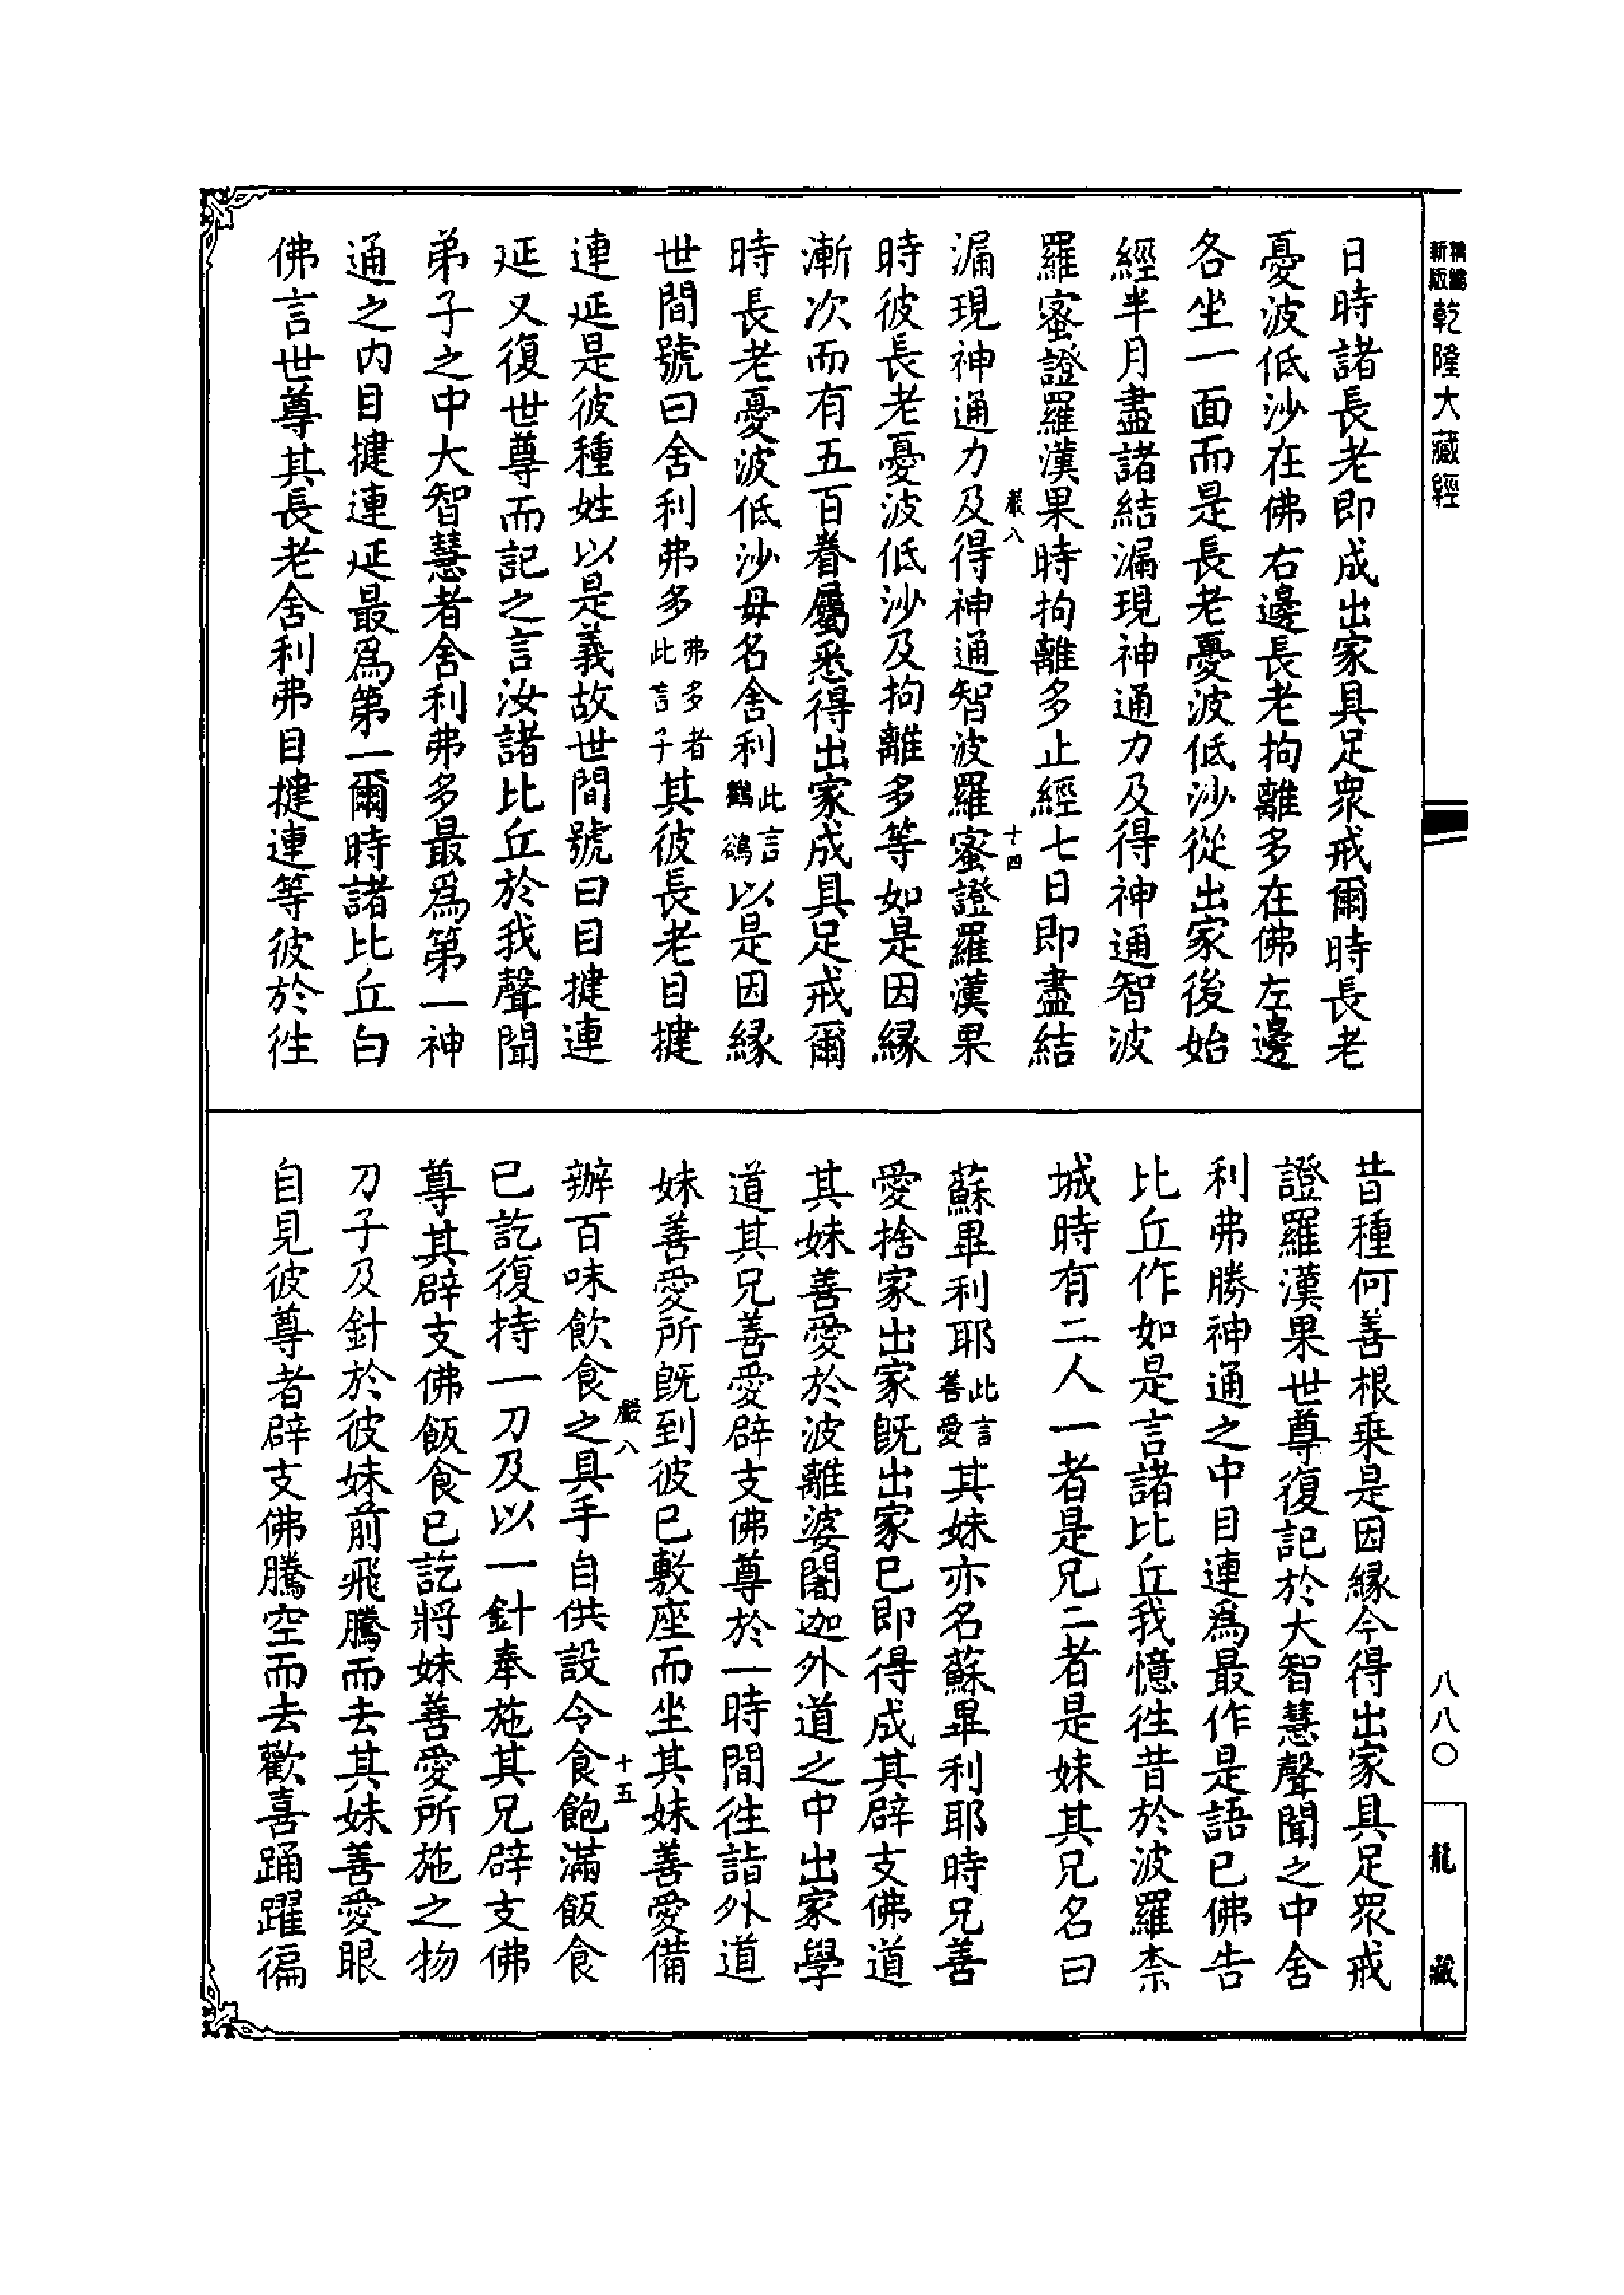 新編
縮版
乾隆大藏經
日時諸長老即成出家具足眾戒爾時長老
憂波低沙在佛右邊長老拘離多在佛左邊
各坐一面而是長老憂波低沙從出家後始
經半月盡諸結漏現神通力及得神通智波
羅蜜證羅漢果時拘離多止經七日即盡結
嚴八
十四
漏現神通力及得神通智波羅蜜證羅漢果
時彼長老憂波低沙及拘離多等如是因緣
漸次而有五百眷屬悉得出家成具足戒爾
時長老憂波低沙母名舍利此言鸜鵒以是因緣
世間號曰舍利弗多弗多者此言子其彼長老目揵
連延是彼種姓以是義故世間號曰目揵連
延又復世尊而記之言汝諸比丘於我聲聞
弟子之中大智慧者舍利弗多最爲第一神
通之内目揵連延最爲第一爾時諸比丘白
佛言世尊其長老舍利弗目揵連等彼於徃
昔種何善根乗是因緣今得出家具足眾戒
證羅漢果世尊復記於大智慧聲聞之中舍
利弗勝神通之中目連爲最作是語已佛告
比丘作如是言諸比丘我憶徃昔於波羅柰
城時有二人一者是兄二者是妹其兄名曰
蘇畢利耶此言善愛其妹亦名蘇畢利耶時兄善
愛捨家出家既出家已即得成其辟支佛道
其妹善愛於波離婆闍迦外道之中出家學
道其兄善愛辟支佛尊於一時間徃詣外道
妹善愛所既到彼已敷座而坐其妹善愛備
嚴八
十五
辦百味飲食之具手自供設令食飽滿飯食
已訖復持一刀及以一針奉施其兄辟支佛
尊其辟支佛飯食已訖將妹善愛所施之物
刀子及針於彼妹前飛騰而去其妹善愛眼
自見彼尊者辟支佛騰空而去歡喜踊躍徧
八八〇
龍藏